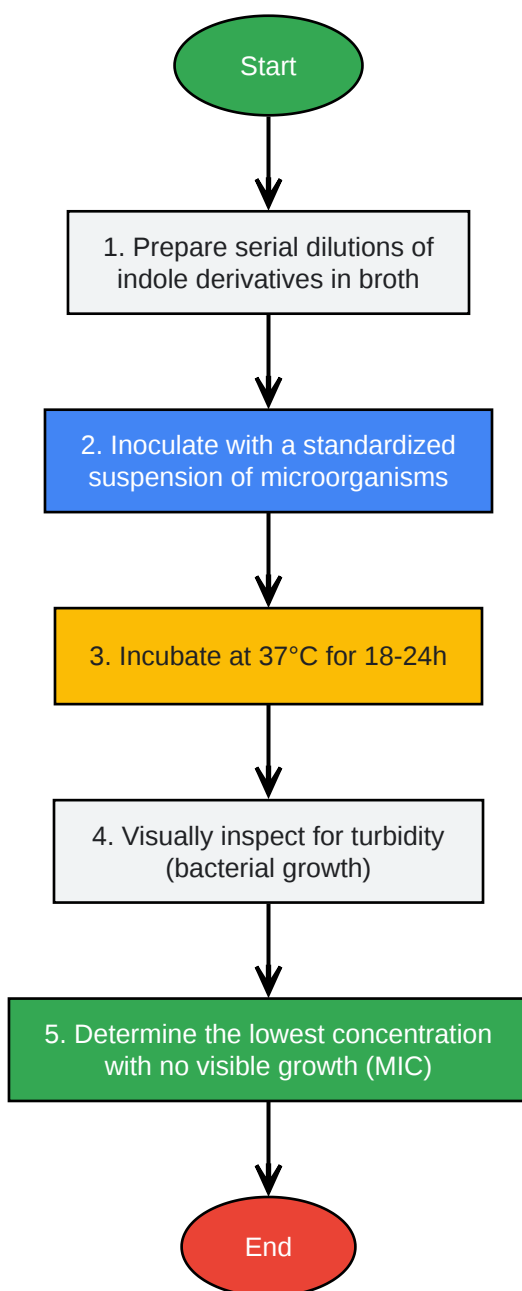 Start
1. Prepare serial dilutions of
indole derivatives in broth
2. Inoculate with a standardized
suspension of microorganisms
3. Incubate at 37°C for 18-24h
4. Visually inspect for turbidity
(bacterial growth)
5. Determine the lowest concentration
with no visible growth (MIC)
End